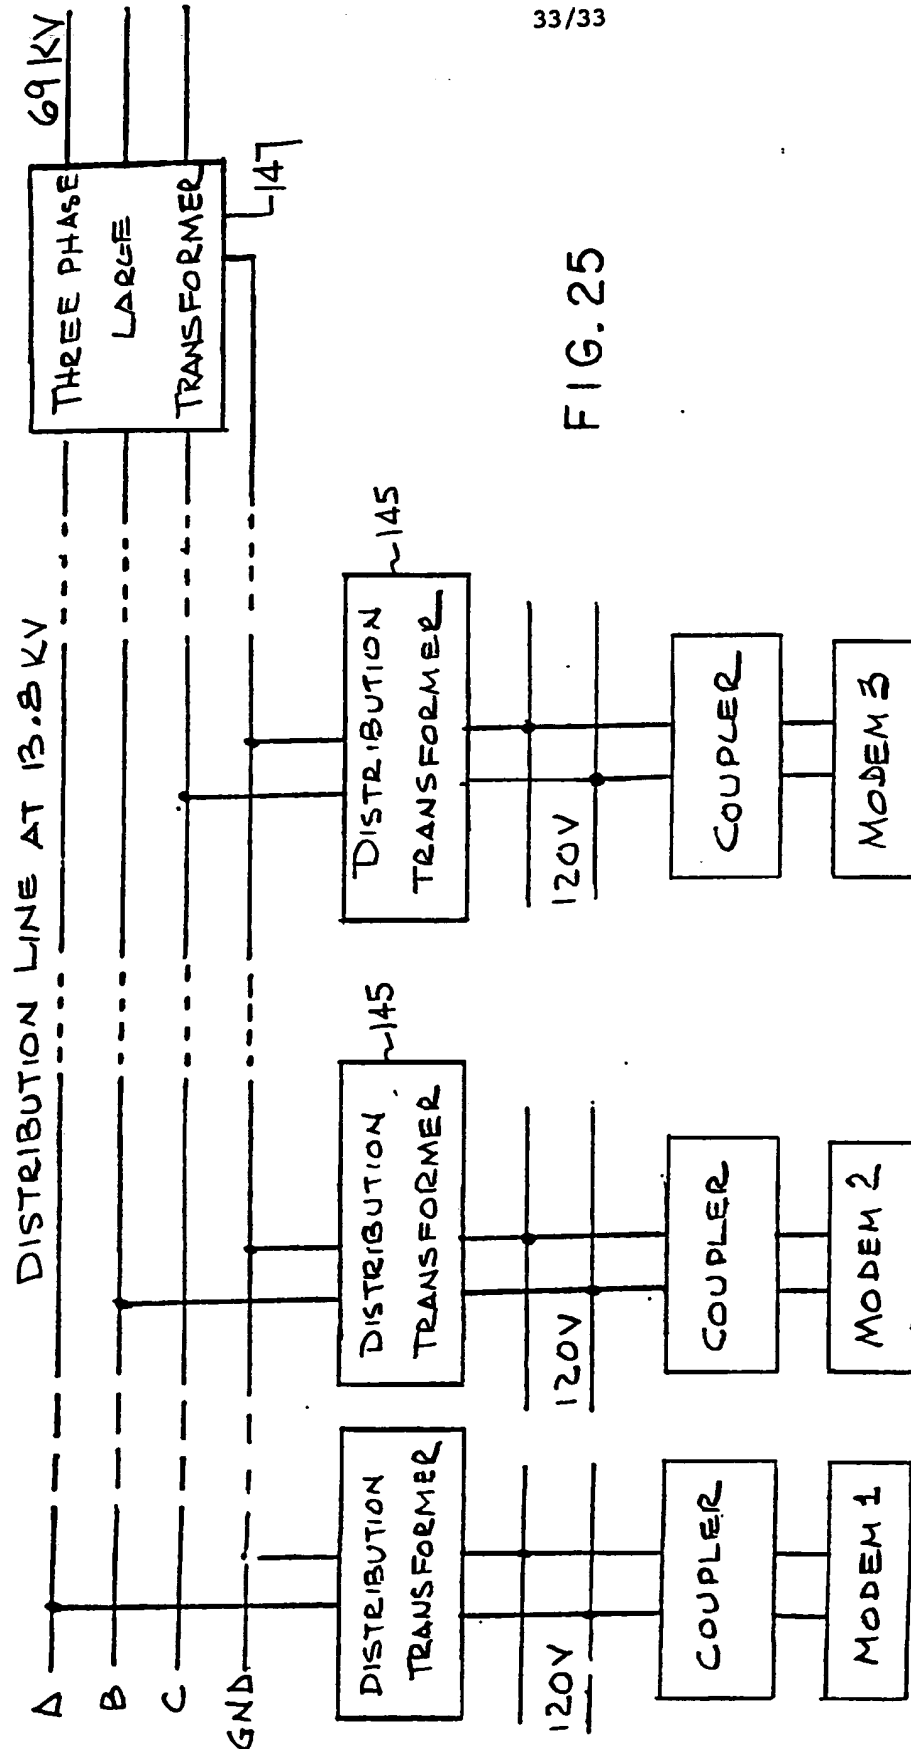 33/33
DISTRIBUTION LINE AT 13.8 KV
69 KV
A
B
C
GND
THREE PHASE
LARGE
TRANSFORMER
147
DISTRIBUTION
TRANSFORMER
DISTRIBUTION
TRANSFORMER
145
DISTRIBUTION
TRANSFORMER
145
120V
120V
120V
COUPLER
COUPLER
COUPLER
MODEM 1
MODEM 2
MODEM 3
FIG. 25